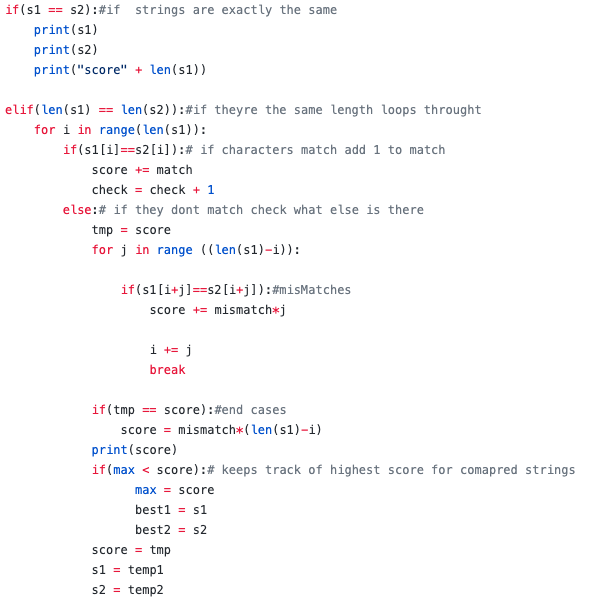 if(s1 == s2):#if  strings are exactly the same
    print(s1)
    print(s2)
    print("score" + len(s1))

elif(len(s1) == len(s2)):#if theyre the same length loops throught
    for i in range(len(s1)):
        if(s1[i]==s2[i]):# if characters match add 1 to match
            score += match
            check = check + 1
        else:# if they dont match check what else is there
            tmp = score
            for j in range ((len(s1)-i)):

                if(s1[i+j]==s2[i+j]):#misMatches
                    score += mismatch*j

                    i += j
                    break

            if(tmp == score):#end cases
                score = mismatch*(len(s1)-i)
            print(score)
            if(max < score):# keeps track of highest score for comapred strings
                  max = score
                  best1 = s1
                  best2 = s2
            score = tmp
            s1 = temp1
            s2 = temp2